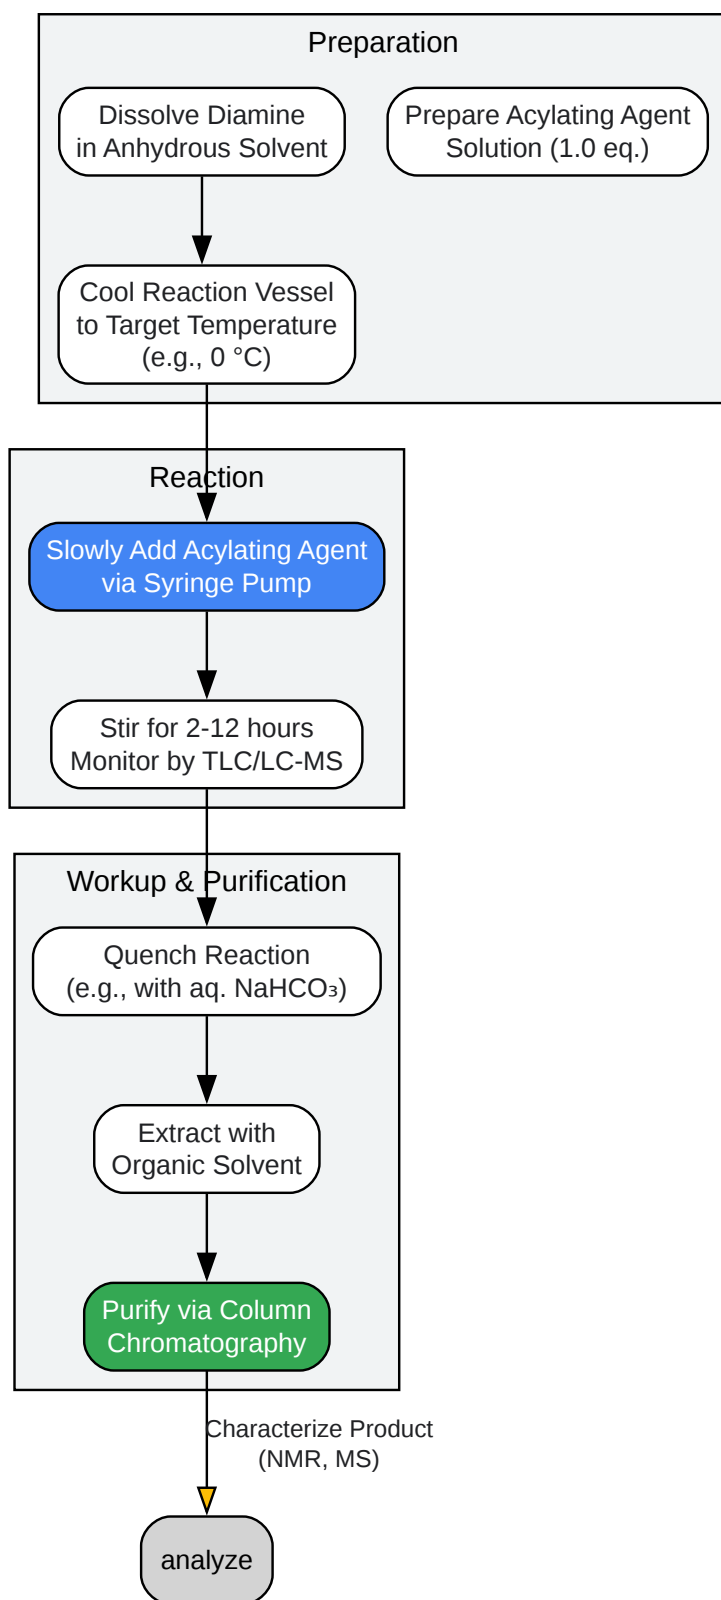 Preparation
Dissolve Diamine
in Anhydrous Solvent
Prepare Acylating Agent
Solution (1.0 eq.)
Cool Reaction Vessel
to Target Temperature
(e.g., 0 °C)
Reaction
Slowly Add Acylating Agent
via Syringe Pump
Stir for 2-12 hours
Monitor by TLC/LC-MS
Workup & Purification
Quench Reaction
(e.g., with aq. NaHCO₃)
Extract with
Organic Solvent
Purify via Column
Chromatography
Characterize Product
(NMR, MS)
analyze